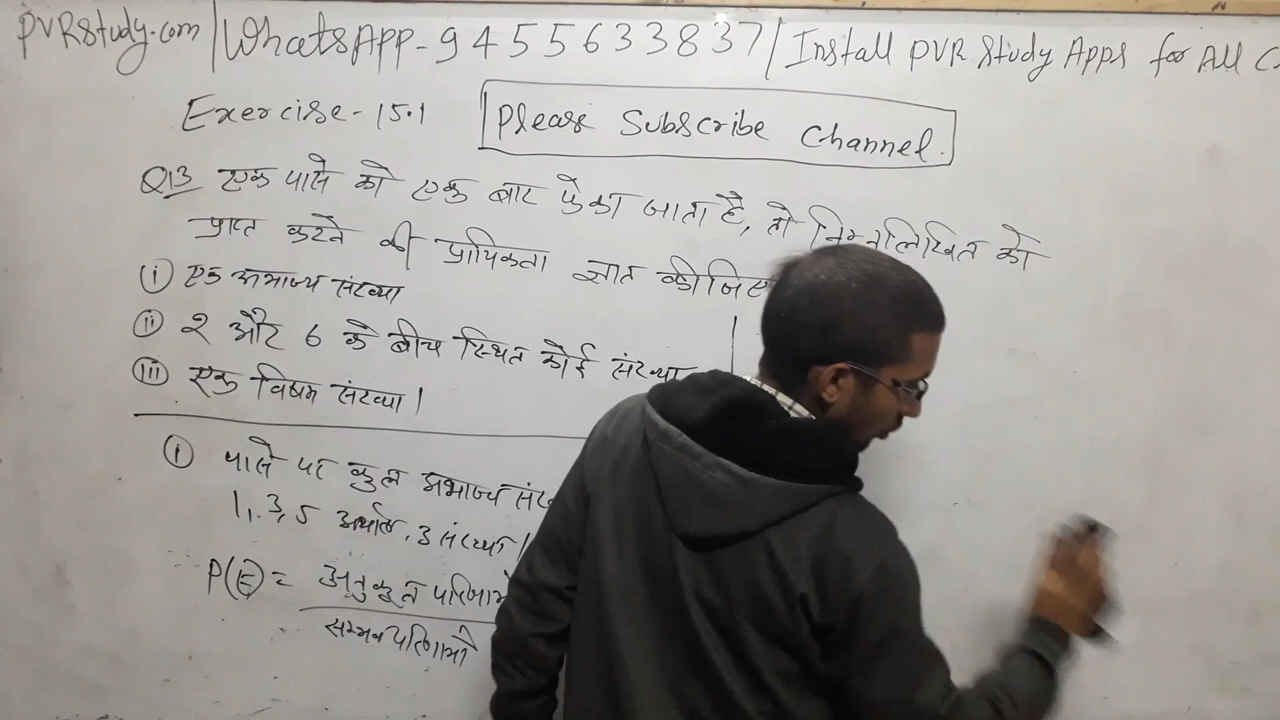 PVRStudy.com | WhatsApp - 9455633837 | Install PVR Study Apps for All C
Exercise - 15.1
Please Subscribe Channel.
Q13 एक पासे को एक बार फेंका जाता है, तो निम्नलिखित को
प्राप्त करने की प्रायिकता ज्ञात कीजिए
(i) एक अभाज्य संख्या
(ii) 2 और 6 के बीच स्थित कोई संख्या
(iii) एक विषम संख्या।
(i) पासे पर कुल अभाज्य संख
1, 3, 5 अर्थात, 3 संख्या।
P(E) = अनुकूल परिणामो
सम्भव परिणामो